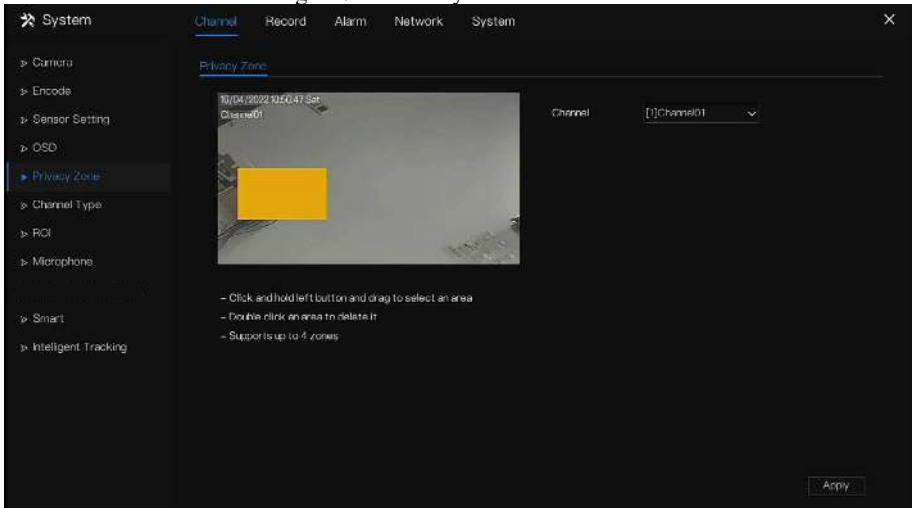 System
Channel Record Alarm Network System
Camera
Encode
Sensor Setting
OSD
Privacy Zone
Channel Type
ROI
Microphone
Smart
Intelligent Tracking
Privacy Zone
10/04/2022 10:50:47 Sat
Channel01
Channel [1]Channel01
– Click and hold left button and drag to select an area
– Double click an area to delete it
– Supports up to 4 zones
Apply